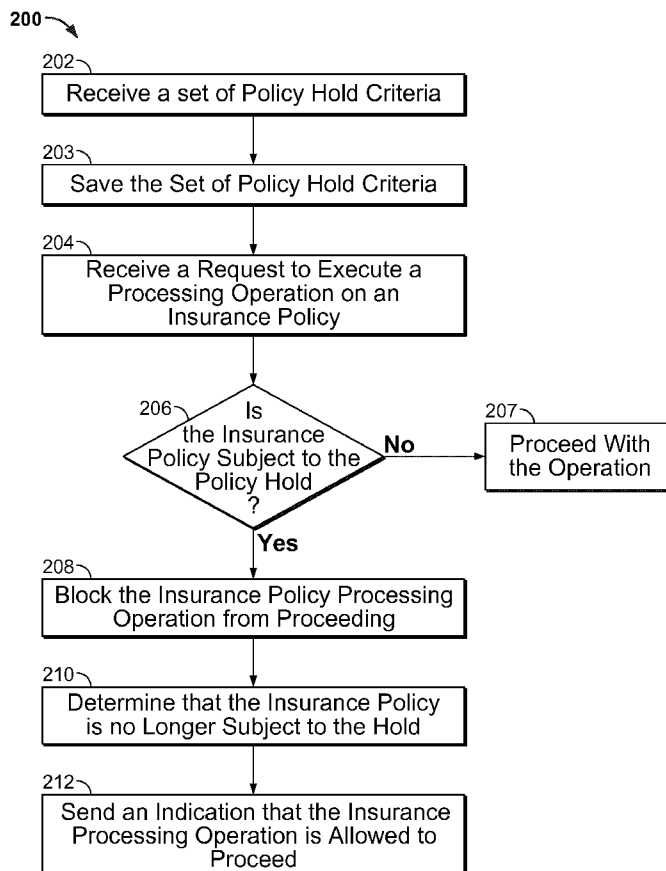 200
202
Receive a set of Policy Hold Criteria
203
Save the Set of Policy Hold Criteria
204
Receive a Request to Execute a
Processing Operation on an
Insurance Policy
206
Is
the Insurance
Policy Subject to the
Policy Hold
?
No
207
Proceed With
the Operation
Yes
208
Block the Insurance Policy Processing
Operation from Proceeding
210
Determine that the Insurance Policy
is no Longer Subject to the Hold
212
Send an Indication that the Insurance
Processing Operation is Allowed to
Proceed